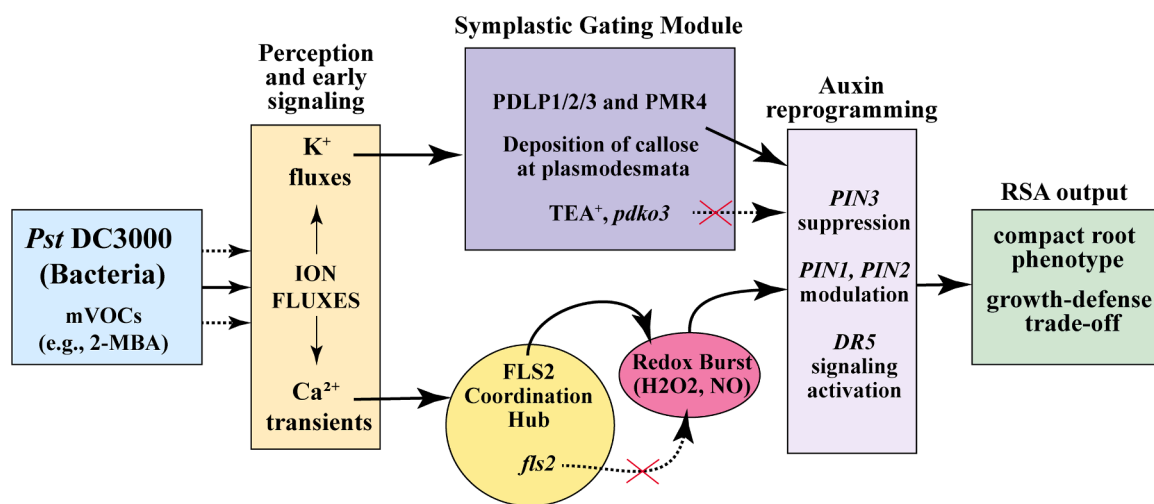 Pst DC3000
(Bacteria)
mVOCs
(e.g., 2-MBA)
Perception
and early
signaling
K⁺
fluxes
ION
FLUXES
Ca²⁺
transients
Symplastic Gating Module
PDLP1/2/3 and PMR4
Deposition of callose
at plasmodesmata
TEA⁺, pdko3
FLS2
Coordination
Hub
fls2
Redox Burst
(H2O2, NO)
Auxin
reprogramming
PIN3
suppression
PIN1, PIN2
modulation
DR5
signaling
activation
RSA output
compact root
phenotype
growth-defense
trade-off